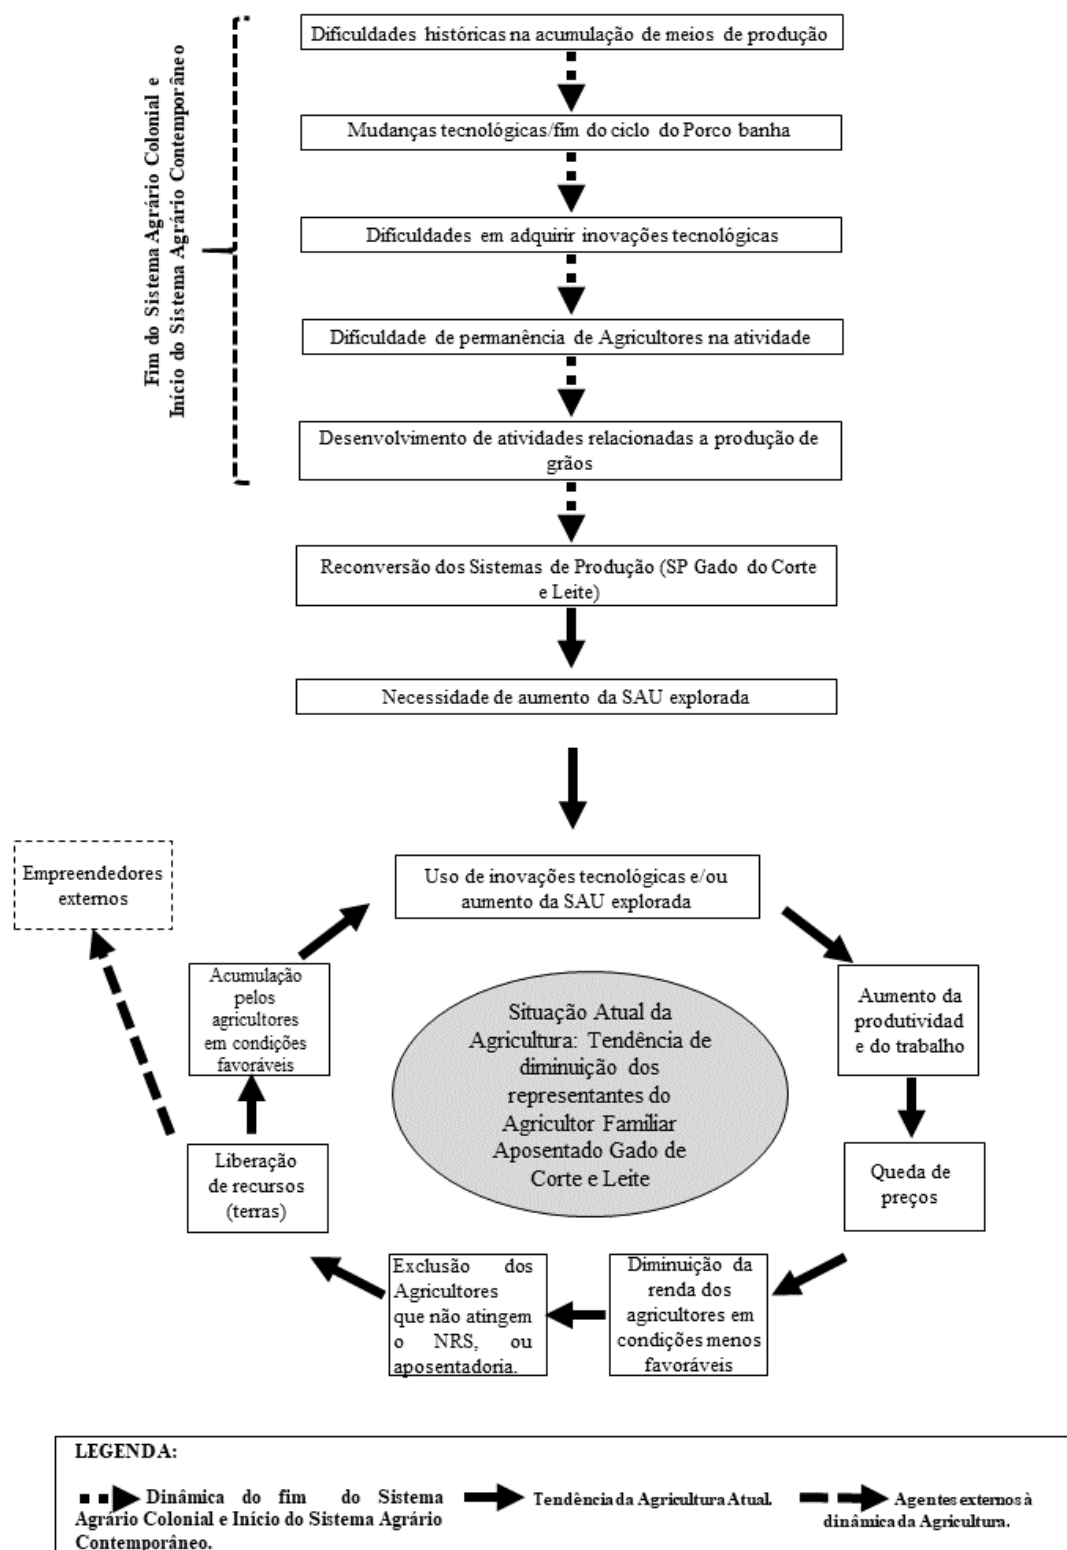 Fim do Sistema Agrário Colonial e
Início do Sistema Agrário Contemporâneo
Dificuldades históricas na acumulação de meios de produção
Mudanças tecnológicas/fim do ciclo do Porco banha
Dificuldades em adquirir inovações tecnológicas
Dificuldade de permanência de Agricultores na atividade
Desenvolvimento de atividades relacionadas a produção de
grãos
Reconversão dos Sistemas de Produção (SP Gado do Corte
e Leite)
Necessidade de aumento da SAU explorada
Uso de inovações tecnológicas e/ou
aumento da SAU explorada
Aumento da
produtividad
e do trabalho
Queda de
preços
Diminuição da
renda dos
agricultores em
condições menos
favoráveis
Exclusão dos
Agricultores
que não atingem
o NRS, ou
aposentadoria.
Liberação
de recursos
(terras)
Acumulação
pelos
agricultores
em condições
favoráveis
Empreendedores
externos
Situação Atual da
Agricultura: Tendência de
diminuição dos
representantes do
Agricultor Familiar
Aposentado Gado de
Corte e Leite
LEGENDA:
Dinâmica do fim do Sistema
Agrário Colonial e Início do Sistema Agrário
Contemporâneo.
Tendência da Agricultura Atual.
Agentes externos à
dinâmica da Agricultura.